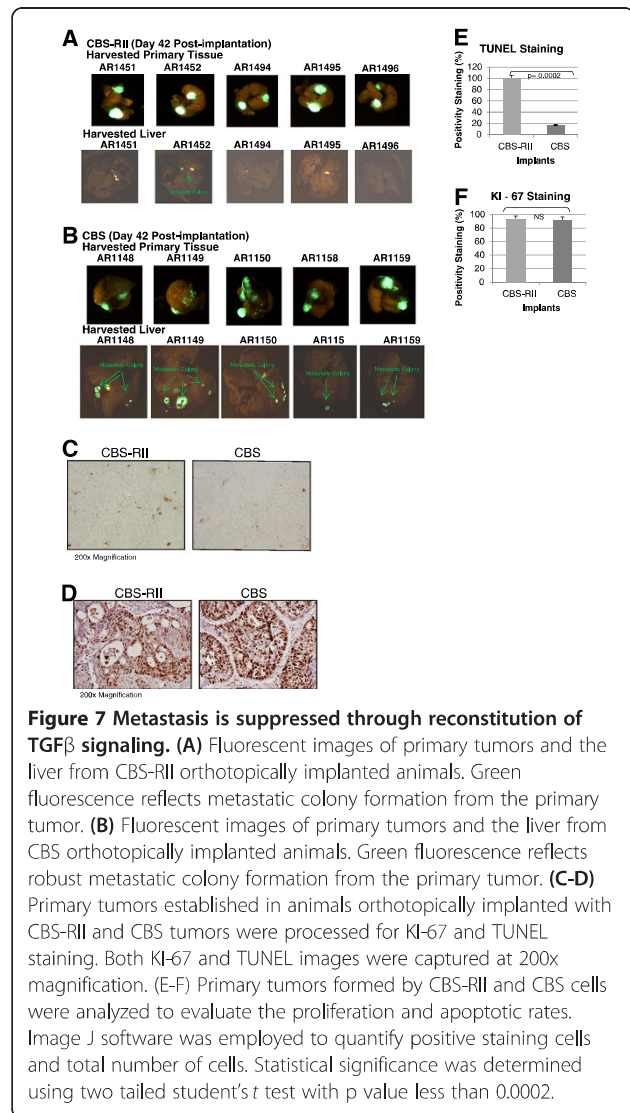 A
CBS-RII (Day 42 Post-implantation)
Harvested Primary Tissue
AR1451 AR1452 AR1494 AR1495 AR1496
Harvested Liver
AR1451 AR1452 AR1494 AR1495 AR1496
Metastatic Colony
B
CBS (Day 42 Post-implantation)
Harvested Primary Tissue
AR1148 AR1149 AR1150 AR1158 AR1159
Harvested Liver
AR1148 AR1149 AR1150 AR115 AR1159
Metastatic Colony Metastatic Colony Metastatic Colony Metastatic Colony Metastatic Colony
C
CBS-RII CBS
200x Magnification
D
CBS-RII CBS
200x Magnification
E
TUNEL Staining
Positivity Staining (%)
120
100
80
60
40
20
0
p= 0.0002
CBS-RII CBS
Implants
F
KI - 67 Staining
Positivity Staining (%)
100
80
60
40
20
0
NS
CBS-RII CBS
Implants
Figure 7 Metastasis is suppressed through reconstitution of
TGFβ signaling. (A) Fluorescent images of primary tumors and the
liver from CBS-RII orthotopically implanted animals. Green
fluorescence reflects metastatic colony formation from the primary
tumor. (B) Fluorescent images of primary tumors and the liver from
CBS orthotopically implanted animals. Green fluorescence reflects
robust metastatic colony formation from the primary tumor. (C-D)
Primary tumors established in animals orthotopically implanted with
CBS-RII and CBS tumors were processed for KI-67 and TUNEL
staining. Both KI-67 and TUNEL images were captured at 200x
magnification. (E-F) Primary tumors formed by CBS-RII and CBS cells
were analyzed to evaluate the proliferation and apoptotic rates.
Image J software was employed to quantify positive staining cells
and total number of cells. Statistical significance was determined
using two tailed student's t test with p value less than 0.0002.